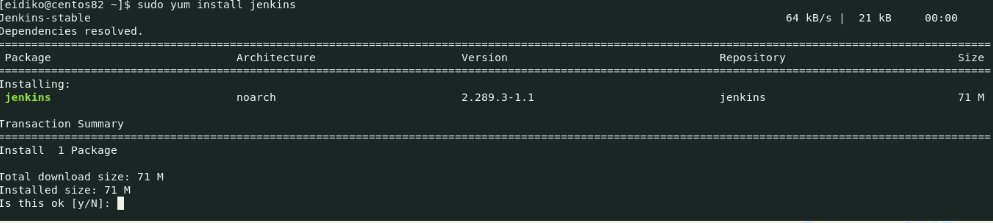 [eidiko@centos82 ~]$ sudo yum install jenkins
Jenkins-stable 64 kB/s | 21 kB 00:00
Dependencies resolved.
================================================================================
Package Architecture Version Repository Size
================================================================================
Installing:
jenkins noarch 2.289.3-1.1 jenkins 71 M
Transaction Summary
================================================================================
Install 1 Package
Total download size: 71 M
Installed size: 71 M
Is this ok [y/N]: